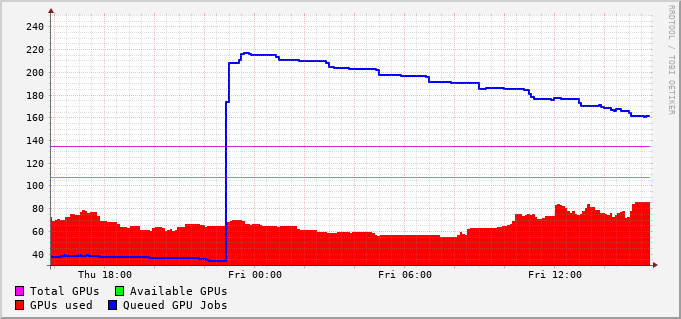 RRDTOOL / TOBI OETIKER
240
220
200
180
160
140
120
100
80
60
40
Thu 18:00 Fri 00:00 Fri 06:00 Fri 12:00
Total GPUs Available GPUs
GPUs used Queued GPU Jobs